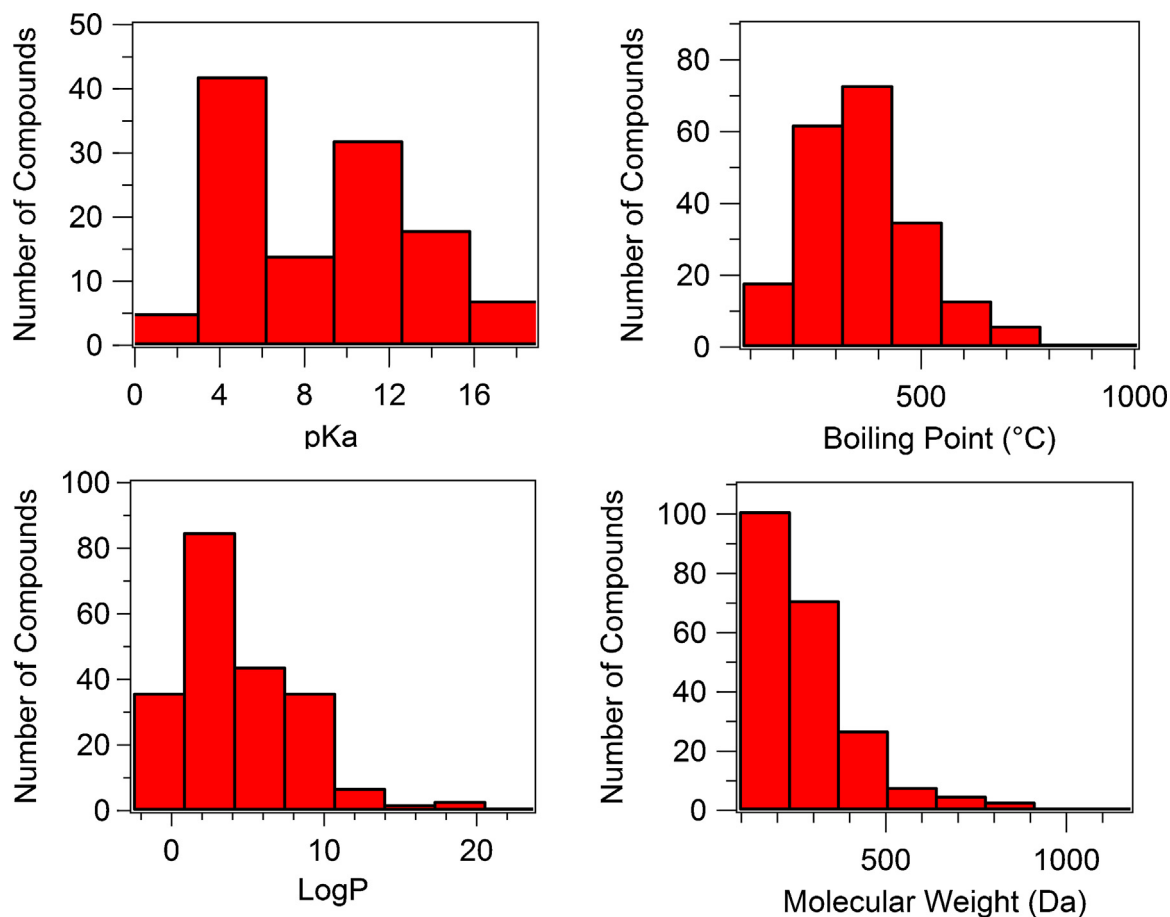 Number of Compounds
50
40
30
20
10
0
0 4 8 12 16
pKa
Number of Compounds
80
60
40
20
0
500 1000
Boiling Point (°C)
Number of Compounds
100
80
60
40
20
0
0 10 20
LogP
Number of Compounds
100
80
60
40
20
0
500 1000
Molecular Weight (Da)